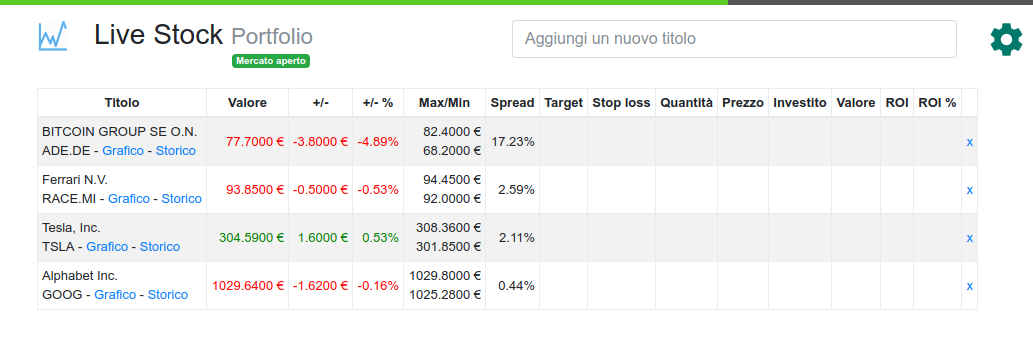 Live Stock Portfolio
Aggiungi un nuovo titolo
Mercato aperto
Titolo Valore +/- +/- % Max/Min Spread Target Stop loss Quantità Prezzo Investito Valore ROI ROI %
BITCOIN GROUP SE O.N.
ADE.DE - Grafico - Storico
77.7000 € -3.8000 € -4.89%
82.4000 €
68.2000 €
17.23%
x
Ferrari N.V.
RACE.MI - Grafico - Storico
93.8500 € -0.5000 € -0.53%
94.4500 €
92.0000 €
2.59%
x
Tesla, Inc.
TSLA - Grafico - Storico
304.5900 € 1.6000 € 0.53%
308.3600 €
301.8500 €
2.11%
x
Alphabet Inc.
GOOG - Grafico - Storico
1029.6400 € -1.6200 € -0.16%
1029.8000 €
1025.2800 €
0.44%
x